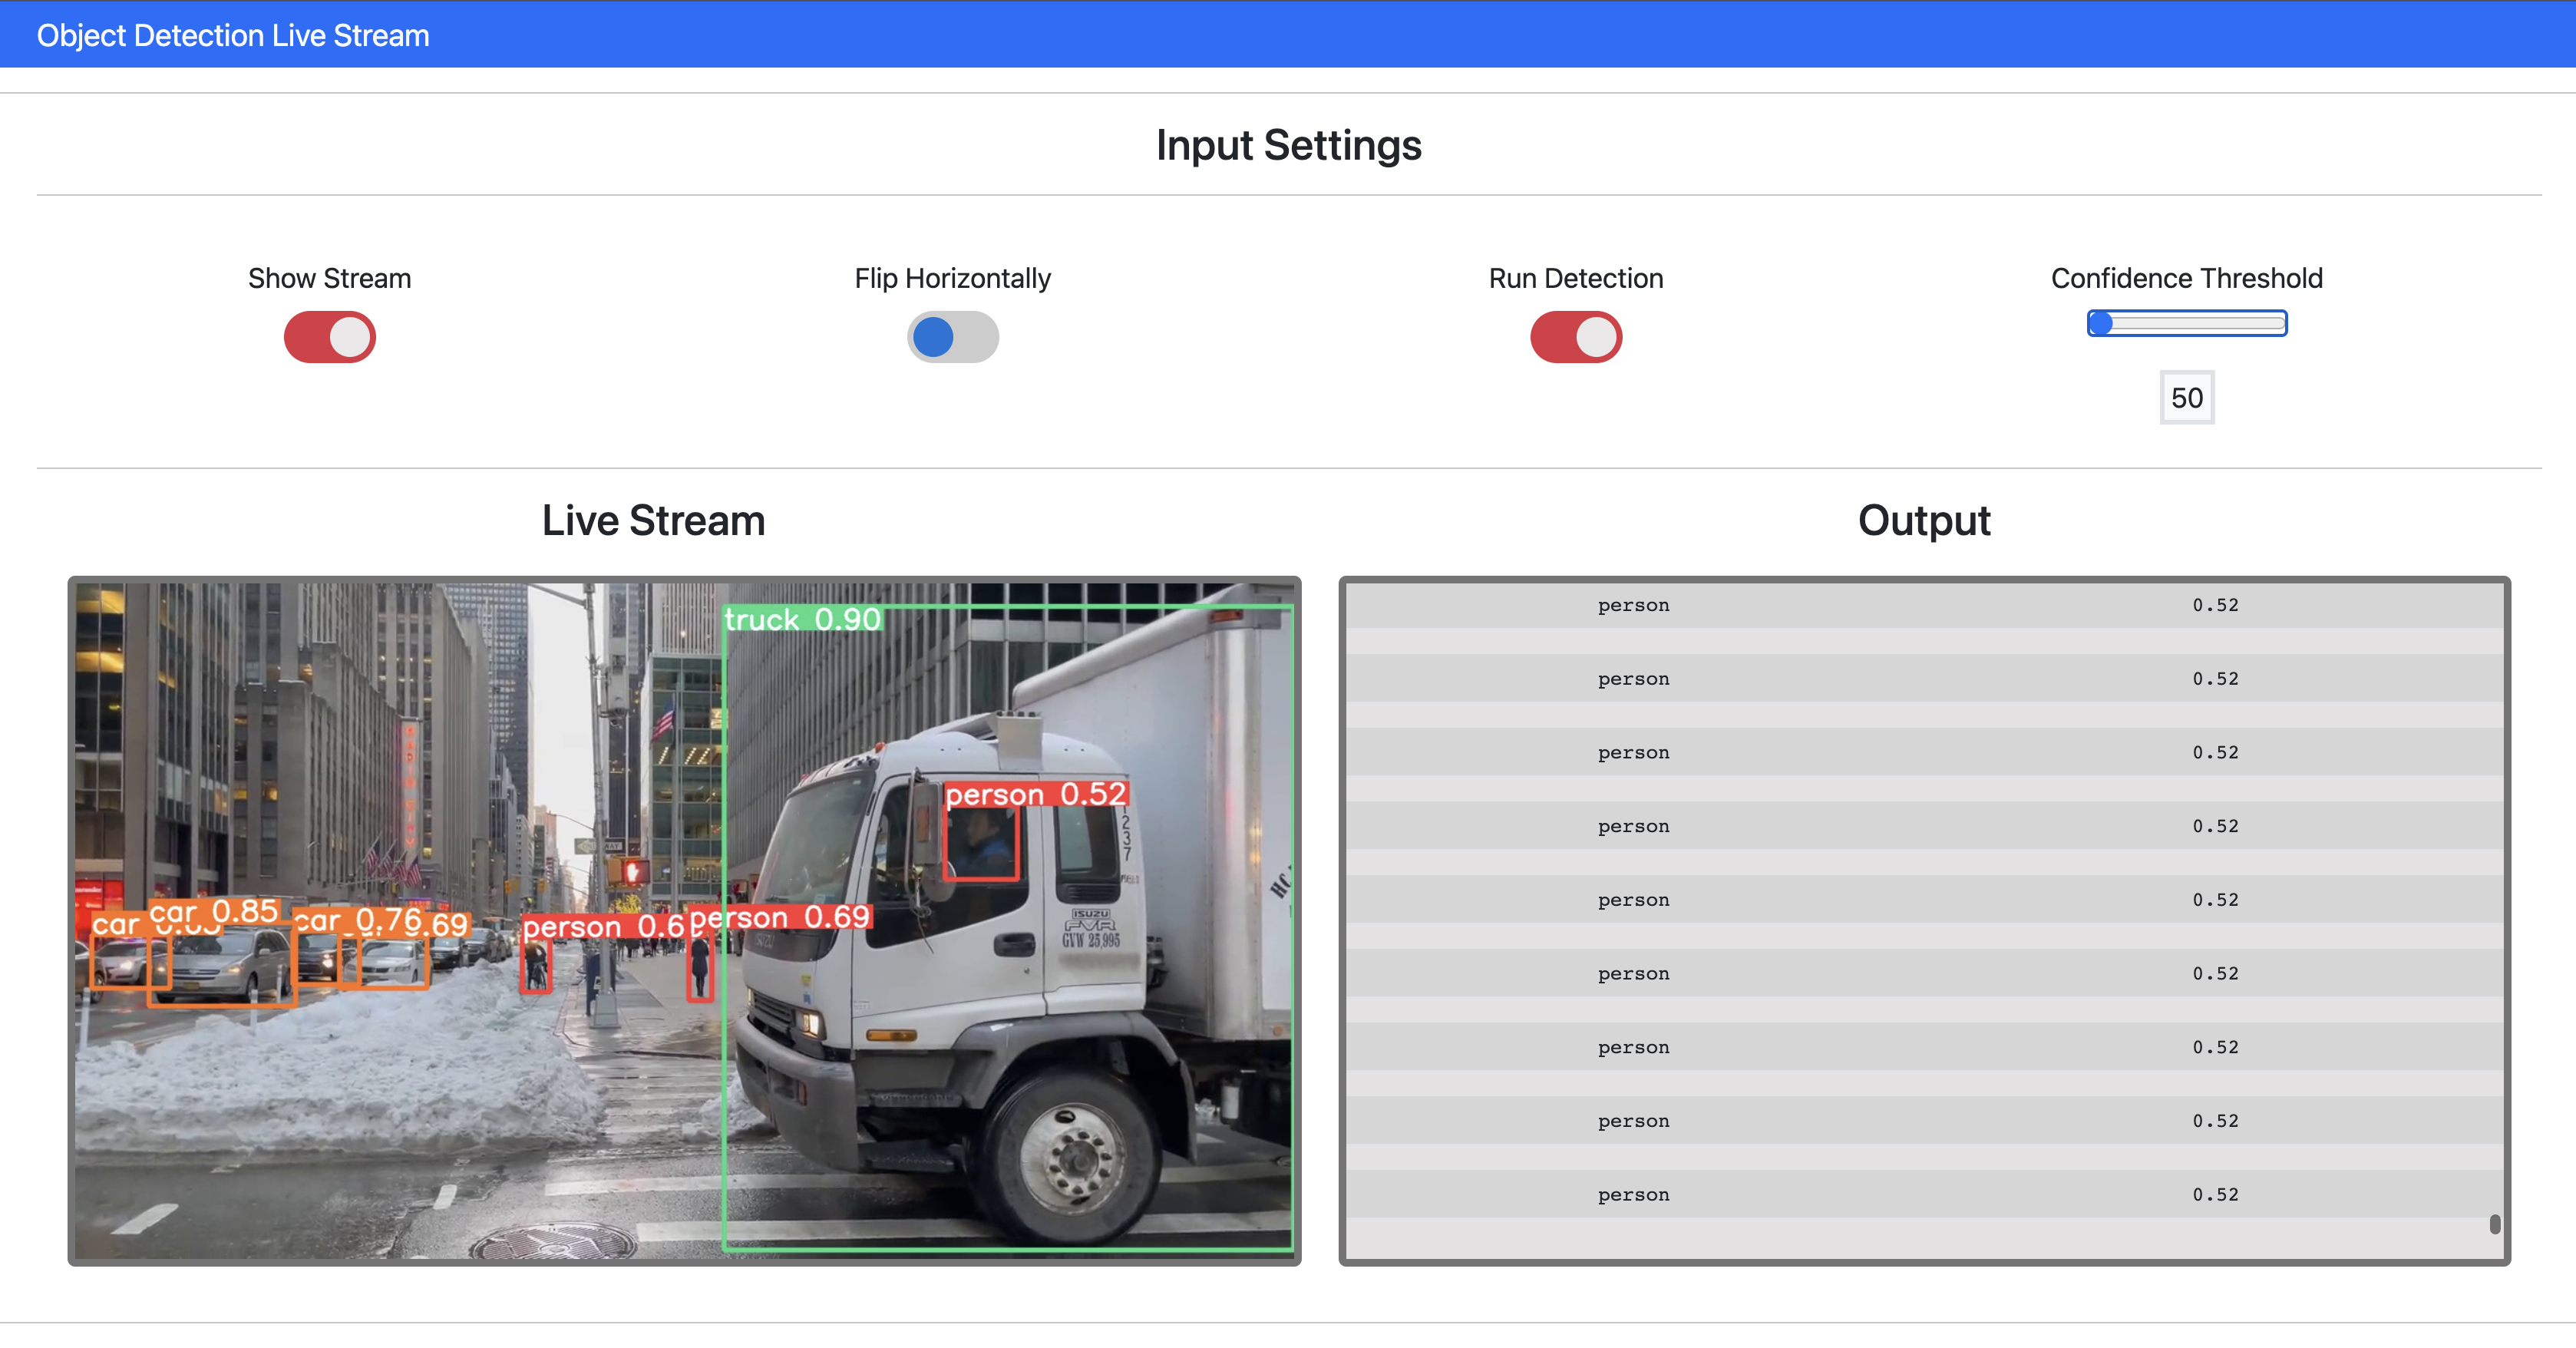 Object Detection Live Stream
Input Settings
Show Stream
Flip Horizontally
Run Detection
Confidence Threshold
50
Live Stream
Output
truck 0.90
person 0.52
car
car 0.85
car 0.76
.69
person 0.6
person 0.69
1237
ISUZU
FVR
GVW 25,995
HC
person 0.52
person 0.52
person 0.52
person 0.52
person 0.52
person 0.52
person 0.52
person 0.52
person 0.52